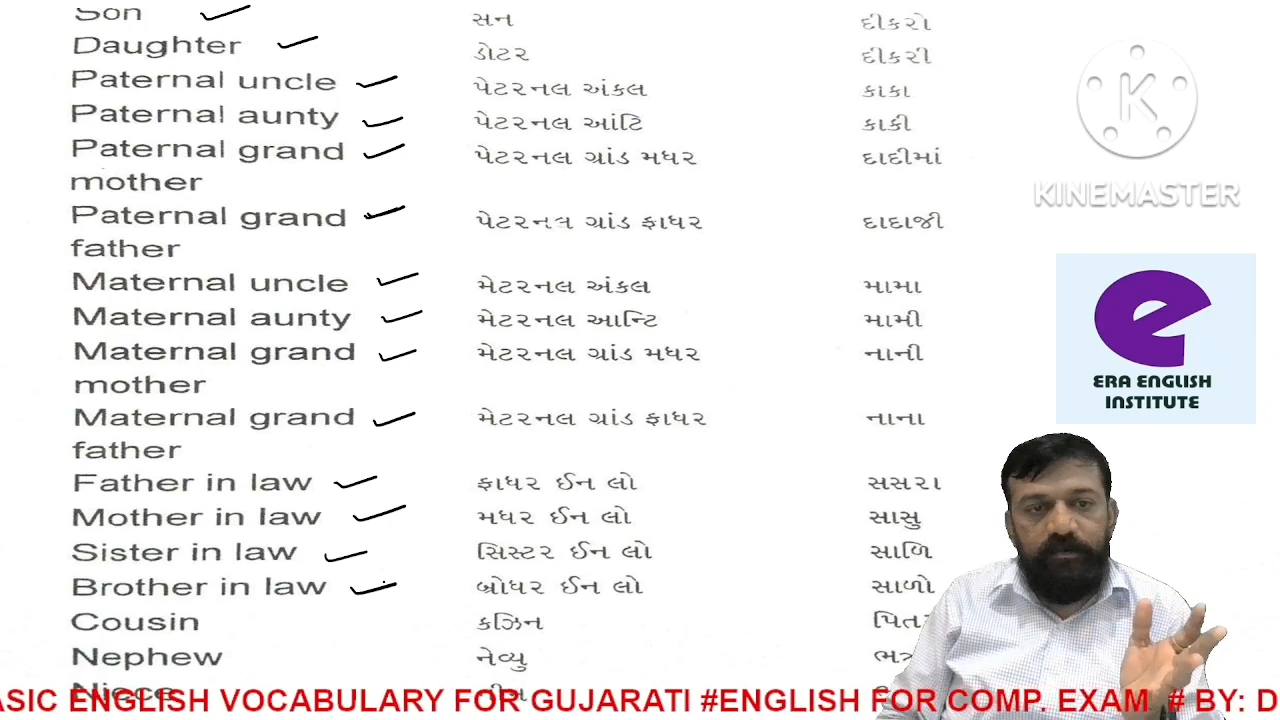 Son સન દીકરો
Daughter ડોટર દીકરી
Paternal uncle પેટરનલ અંકલ કાકા
Paternal aunty પેટરનલ આંટિ કાકી
Paternal grand પેટરનલ ગ્રાંડ મધર દાદીમાં
mother
Paternal grand પેટરનલ ગ્રાંડ ફાધર દાદાજી
father
Maternal uncle મેટરનલ અંકલ મામા
Maternal aunty મેટરનલ આન્ટિ મામી
Maternal grand મેટરનલ ગ્રાંડ મધર નાની
mother
Maternal grand મેટરનલ ગ્રાંડ ફાધર નાના
father
Father in law ફાધર ઈન લો સસરા
Mother in law મધર ઈન લો સાસુ
Sister in law સિસ્ટર ઈન લો સાળિ
Brother in law બ્રોધર ઈન લો સાળો
Cousin કઝિન
Nephew નેવ્યુ
Niece
K
KINEMASTER
e
ERA ENGLISH
INSTITUTE
ASIC ENGLISH VOCABULARY FOR GUJARATI #ENGLISH FOR COMP. EXAM # BY: D